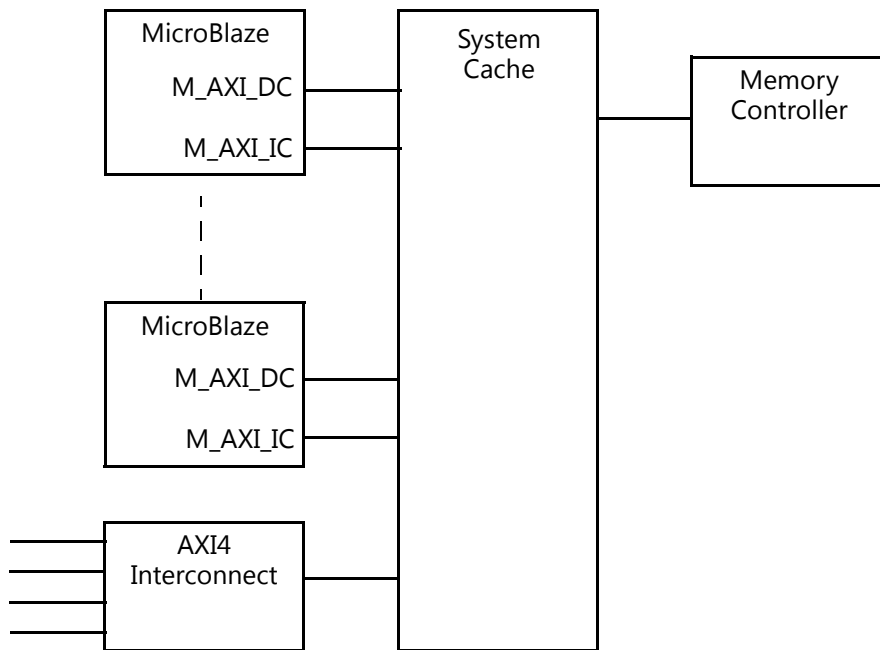 MicroBlaze
M_AXI_DC
M_AXI_IC
System
Cache
Memory
Controller
MicroBlaze
M_AXI_DC
M_AXI_IC
AXI4
Interconnect